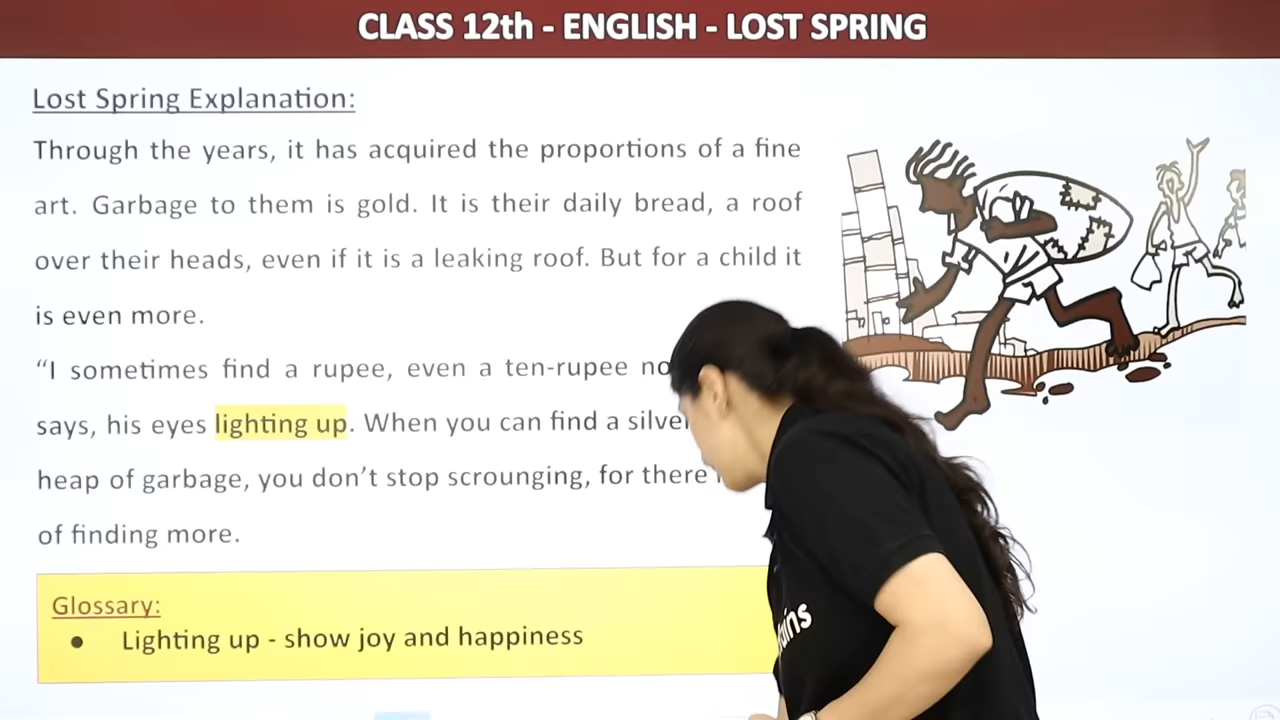 CLASS 12th - ENGLISH - LOST SPRING
Lost Spring Explanation:
Through the years, it has acquired the proportions of a fine
art. Garbage to them is gold. It is their daily bread, a roof
over their heads, even if it is a leaking roof. But for a child it
is even more.
“I sometimes find a rupee, even a ten-rupee
says, his eyes lighting up. When you can find a silver
heap of garbage, you don’t stop scrounging, for there
of finding more.
Glossary:
● Lighting up - show joy and happiness